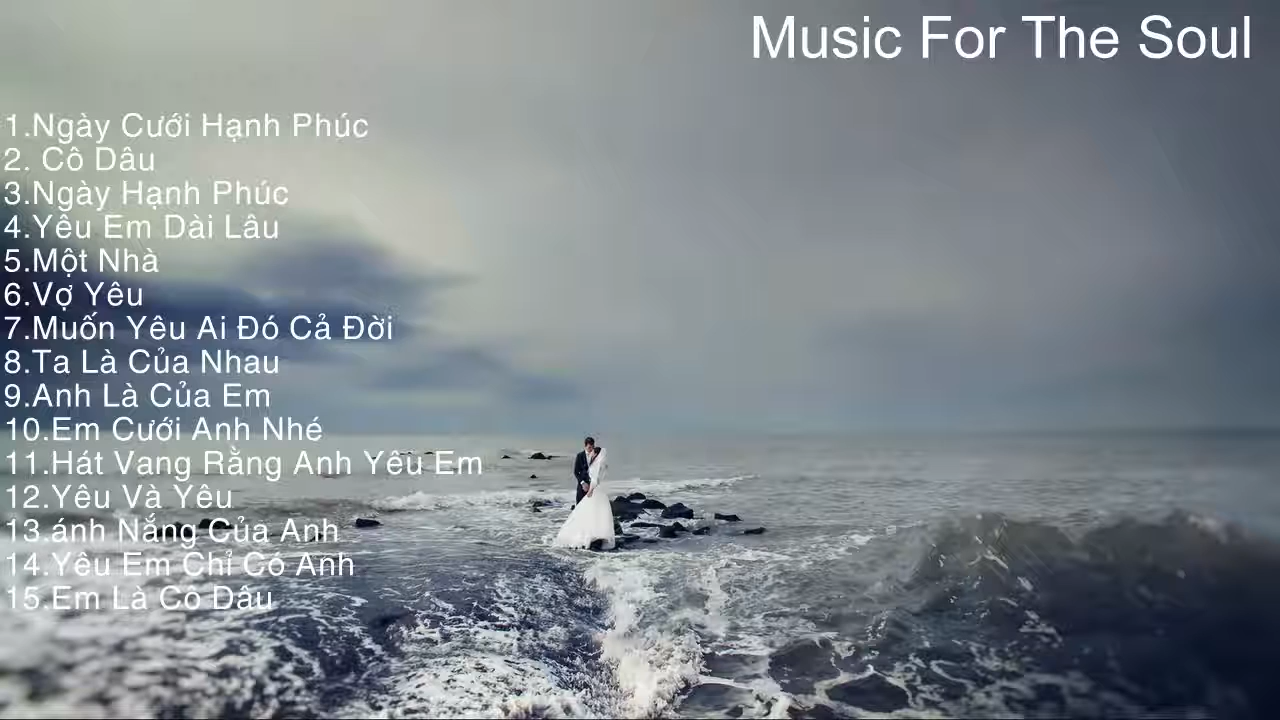 Music For The Soul
1.Ngày Cưới Hạnh Phúc
2. Cô Dâu
3.Ngày Hạnh Phúc
4.Yêu Em Dài Lâu
5.Một Nhà
6.Vợ Yêu
7.Muốn Yêu Ai Đó Cả Đời
8.Ta Là Của Nhau
9.Anh Là Của Em
10.Em Cưới Anh Nhé
11.Hát Vang Rằng Anh Yêu Em
12.Yêu Và Yêu
13.ánh Nắng Của Anh
14.Yêu Em Chỉ Có Anh
15.Em Là Cô Dâu